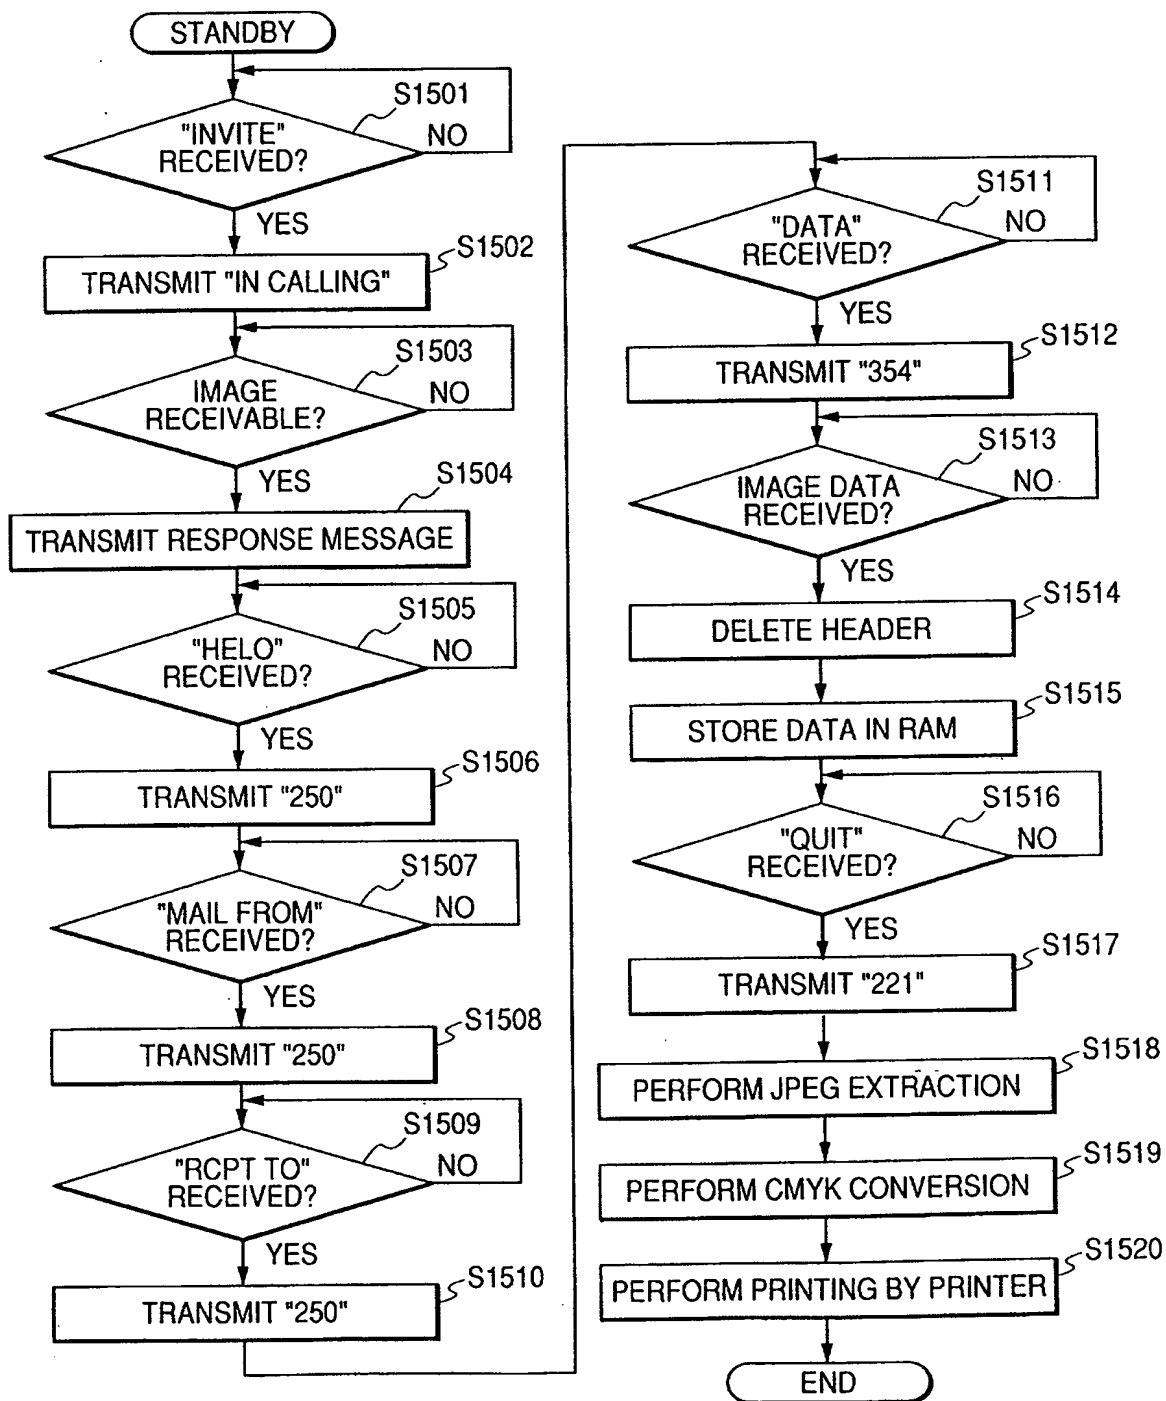 STANDBY
S1501
"INVITE"
RECEIVED?
NO
YES
S1502
TRANSMIT "IN CALLING"
S1503
IMAGE
RECEIVABLE?
NO
YES
S1504
TRANSMIT RESPONSE MESSAGE
S1505
"HELO"
RECEIVED?
NO
YES
S1506
TRANSMIT "250"
S1507
"MAIL FROM"
RECEIVED?
NO
YES
S1508
TRANSMIT "250"
S1509
"RCPT TO"
RECEIVED?
NO
YES
S1510
TRANSMIT "250"
S1511
"DATA"
RECEIVED?
NO
YES
S1512
TRANSMIT "354"
S1513
IMAGE DATA
RECEIVED?
NO
YES
S1514
DELETE HEADER
S1515
STORE DATA IN RAM
S1516
"QUIT"
RECEIVED?
NO
YES
S1517
TRANSMIT "221"
S1518
PERFORM JPEG EXTRACTION
S1519
PERFORM CMYK CONVERSION
S1520
PERFORM PRINTING BY PRINTER
END